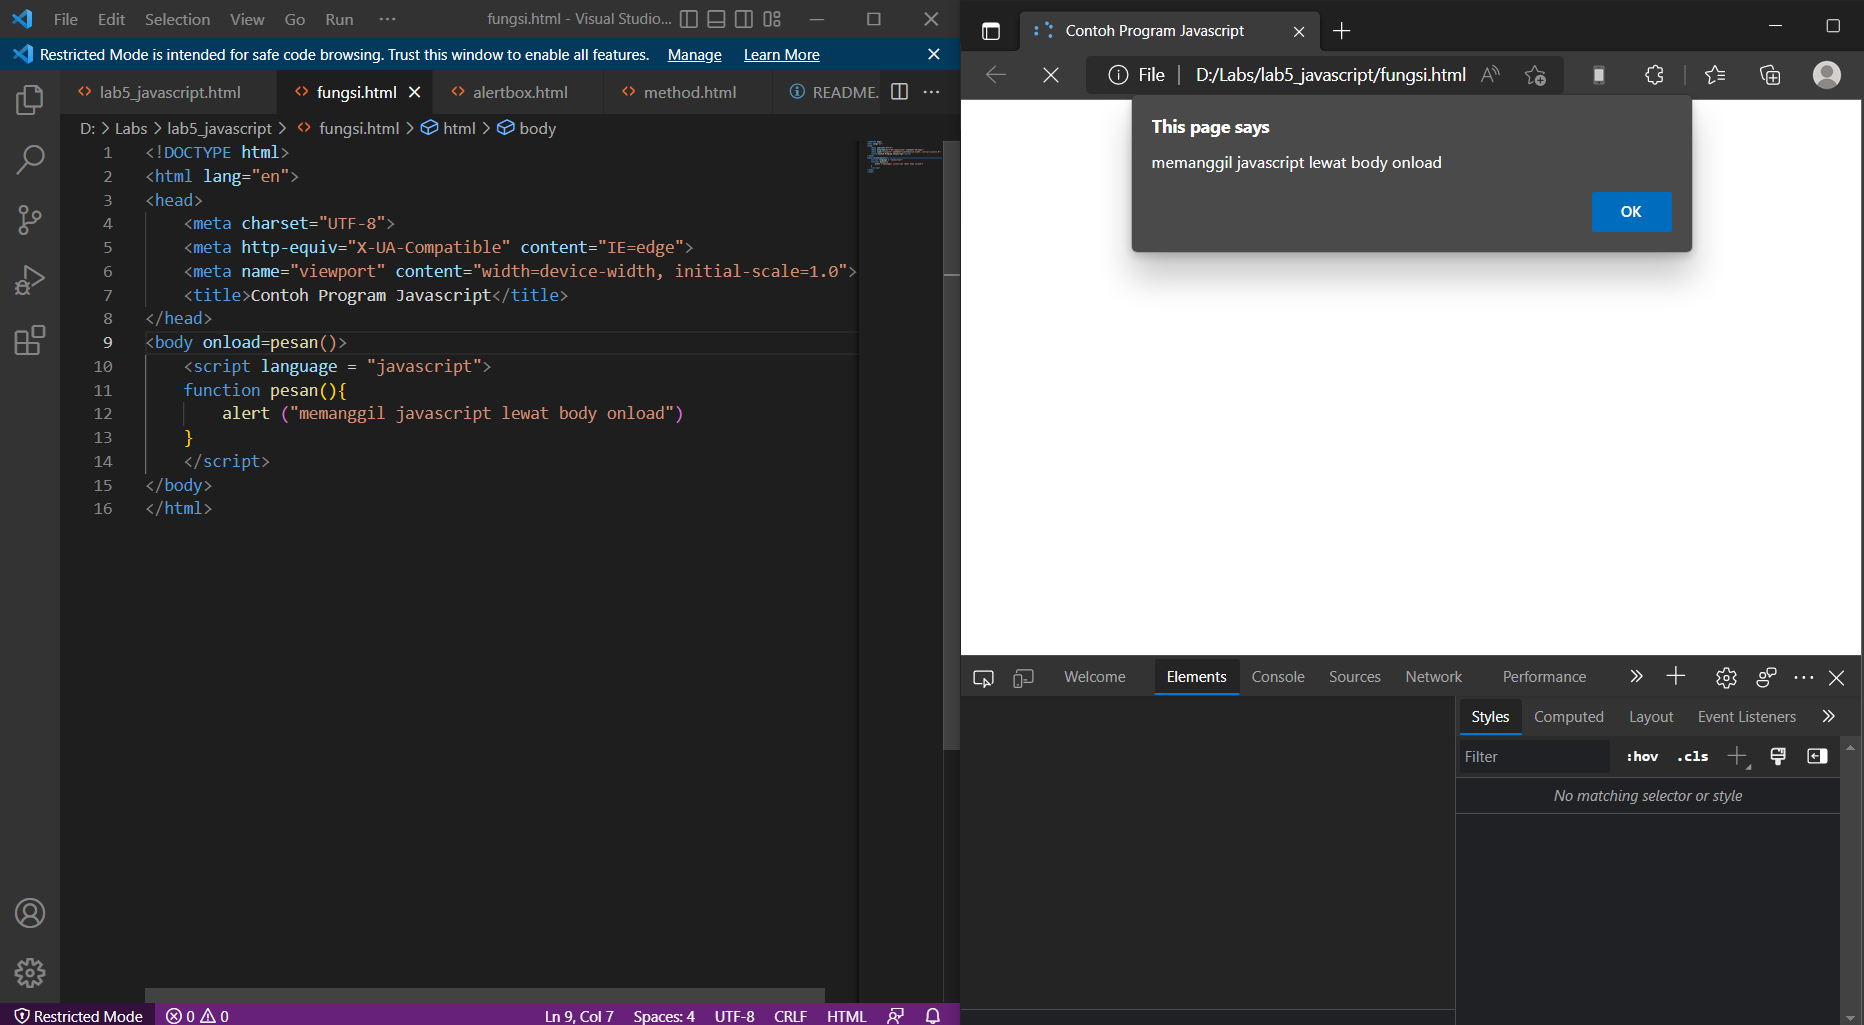 File Edit Selection View Go Run ··· fungsi.html - Visual Studio...
Restricted Mode is intended for safe code browsing. Trust this window to enable all features. Manage Learn More
lab5_javascript.html fungsi.html alertbox.html method.html README. ···
D: > Labs > lab5_javascript > fungsi.html > html > body
1 <!DOCTYPE html>
2 <html lang="en">
3 <head>
4 <meta charset="UTF-8">
5 <meta http-equiv="X-UA-Compatible" content="IE=edge">
6 <meta name="viewport" content="width=device-width, initial-scale=1.0">
7 <title>Contoh Program Javascript</title>
8 </head>
9 <body onload=pesan()>
10 <script language = "javascript">
11 function pesan(){
12 alert ("memanggil javascript lewat body onload")
13 }
14 </script>
15 </body>
16 </html>
Restricted Mode 0 0 Ln 9, Col 7 Spaces: 4 UTF-8 CRLF HTML
Contoh Program Javascript
File | D:/Labs/lab5_javascript/fungsi.html
This page says
memanggil javascript lewat body onload
OK
Welcome Elements Console Sources Network Performance
Styles Computed Layout Event Listeners
Filter :hov .cls
No matching selector or style